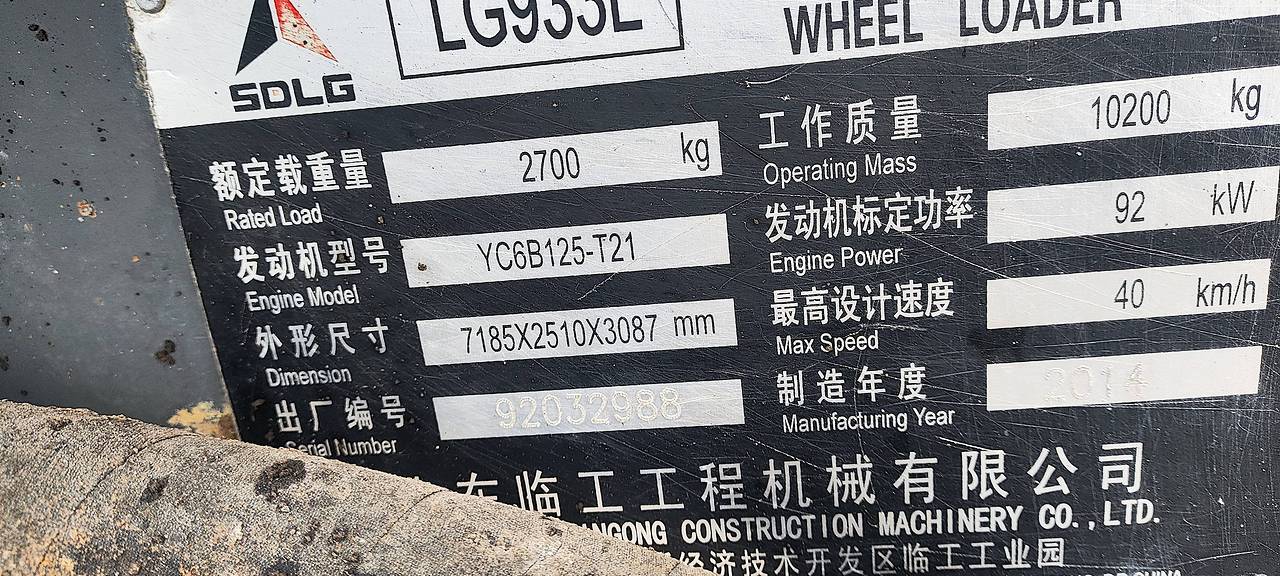 LG933L
WHEEL LOADER
SDLG
额定载重量 2700 kg
Rated Load
工作质量 10200 kg
Operating Mass
发动机型号 YC6B125-T21
Engine Model
发动机标定功率 92 kW
Engine Power
外形尺寸 7185X2510X3087 mm
Dimension
最高设计速度 40 km/h
Max Speed
出厂编号 92032988
Serial Number
制造年度 2014
Manufacturing Year
东临工工程机械有限公司
NGONG CONSTRUCTION MACHINERY CO.,LTD.
经济技术开发区临工工业园